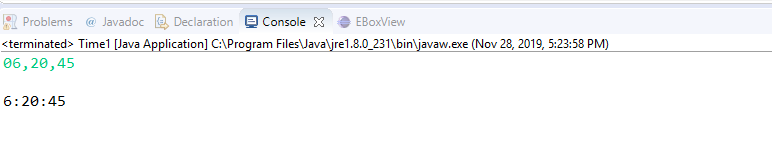 Problems @ Javadoc Declaration Console EBoxView
<terminated> Time1 [Java Application] C:\Program Files\Java\jre1.8.0_231\bin\javaw.exe (Nov 28, 2019, 5:23:58 PM)
06,20,45
6:20:45